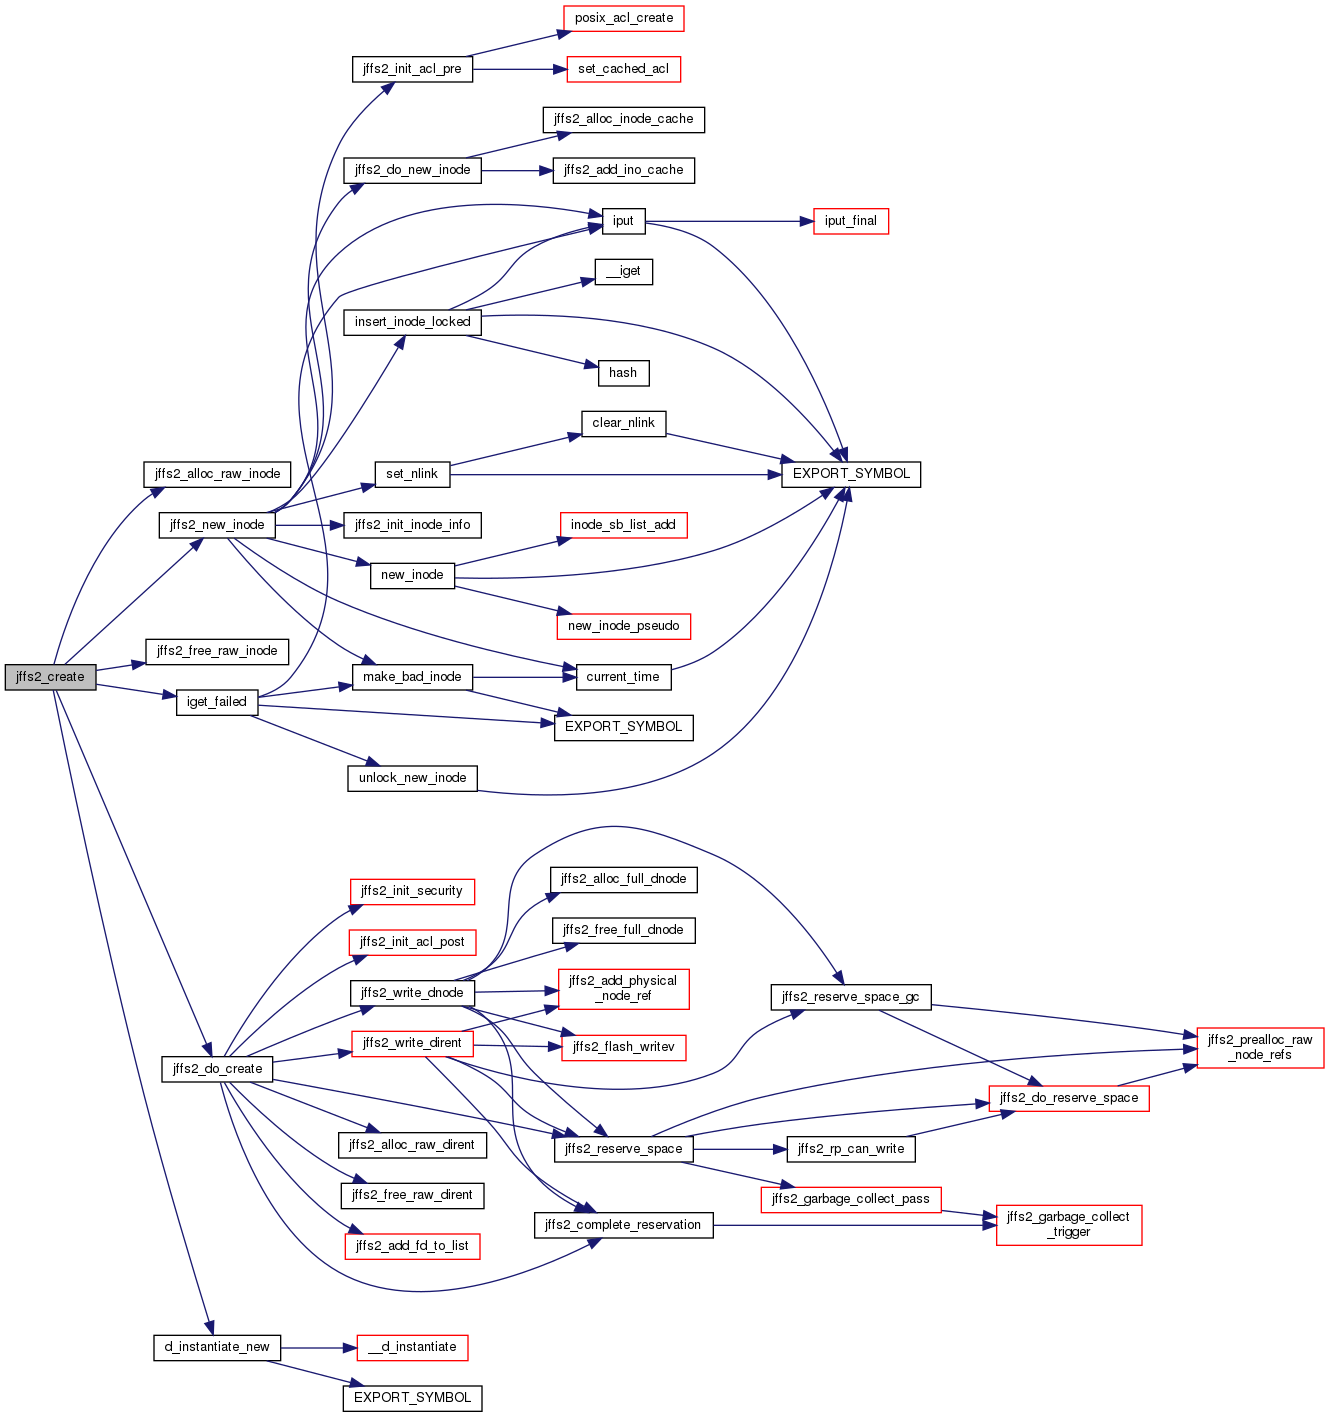 posix_acl_create
jffs2_init_acl_pre
set_cached_acl
jffs2_alloc_inode_cache
jffs2_do_new_inode
jffs2_add_ino_cache
iput
iput_final
__iget
insert_inode_locked
hash
clear_nlink
jffs2_alloc_raw_inode
set_nlink
EXPORT_SYMBOL
jffs2_new_inode
jffs2_init_inode_info
inode_sb_list_add
new_inode
new_inode_pseudo
jffs2_free_raw_inode
jffs2_create
make_bad_inode
current_time
iget_failed
EXPORT_SYMBOL
unlock_new_inode
jffs2_init_security
jffs2_alloc_full_dnode
jffs2_init_acl_post
jffs2_free_full_dnode
jffs2_write_dnode
jffs2_add_physical
_node_ref
jffs2_reserve_space_gc
jffs2_write_dirent
jffs2_flash_writev
jffs2_prealloc_raw
_node_refs
jffs2_do_create
jffs2_do_reserve_space
jffs2_alloc_raw_dirent
jffs2_reserve_space
jffs2_rp_can_write
jffs2_free_raw_dirent
jffs2_garbage_collect_pass
jffs2_complete_reservation
jffs2_garbage_collect
_trigger
jffs2_add_fd_to_list
d_instantiate_new
__d_instantiate
EXPORT_SYMBOL